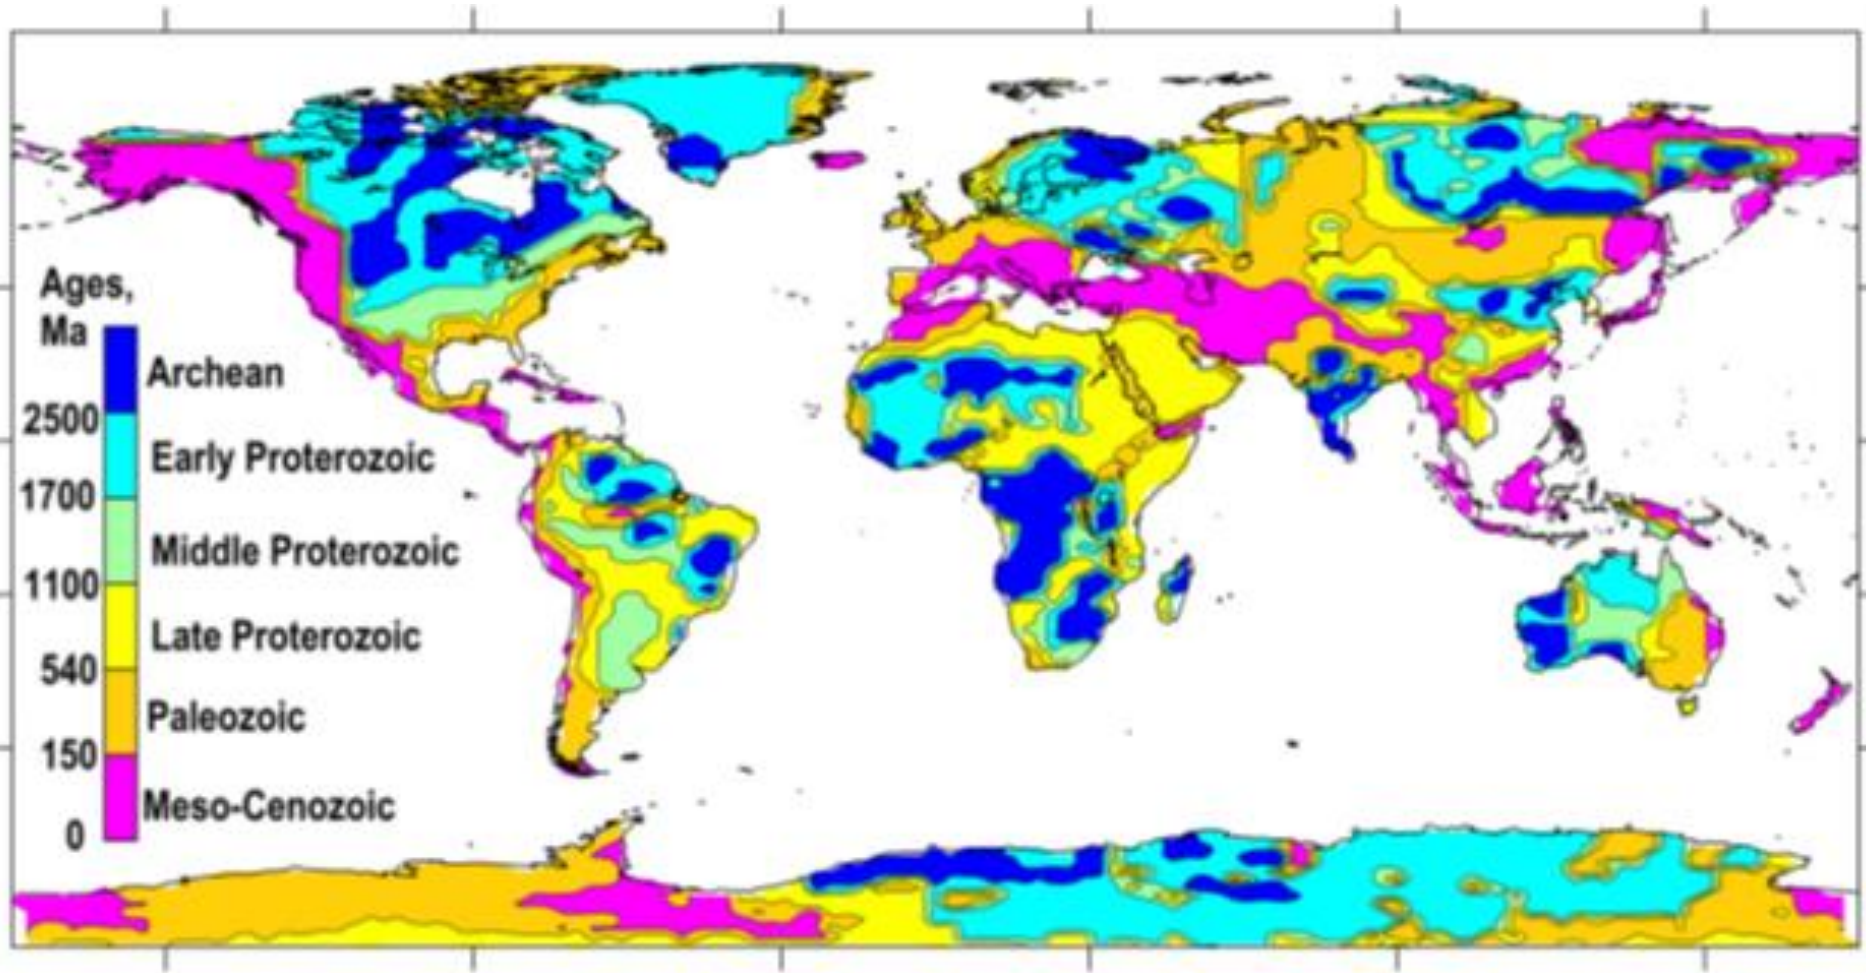 Ages,
Ma
Archean
2500
Early Proterozoic
1700
Middle Proterozoic
1100
Late Proterozoic
540
Paleozoic
150
Meso-Cenozoic
0